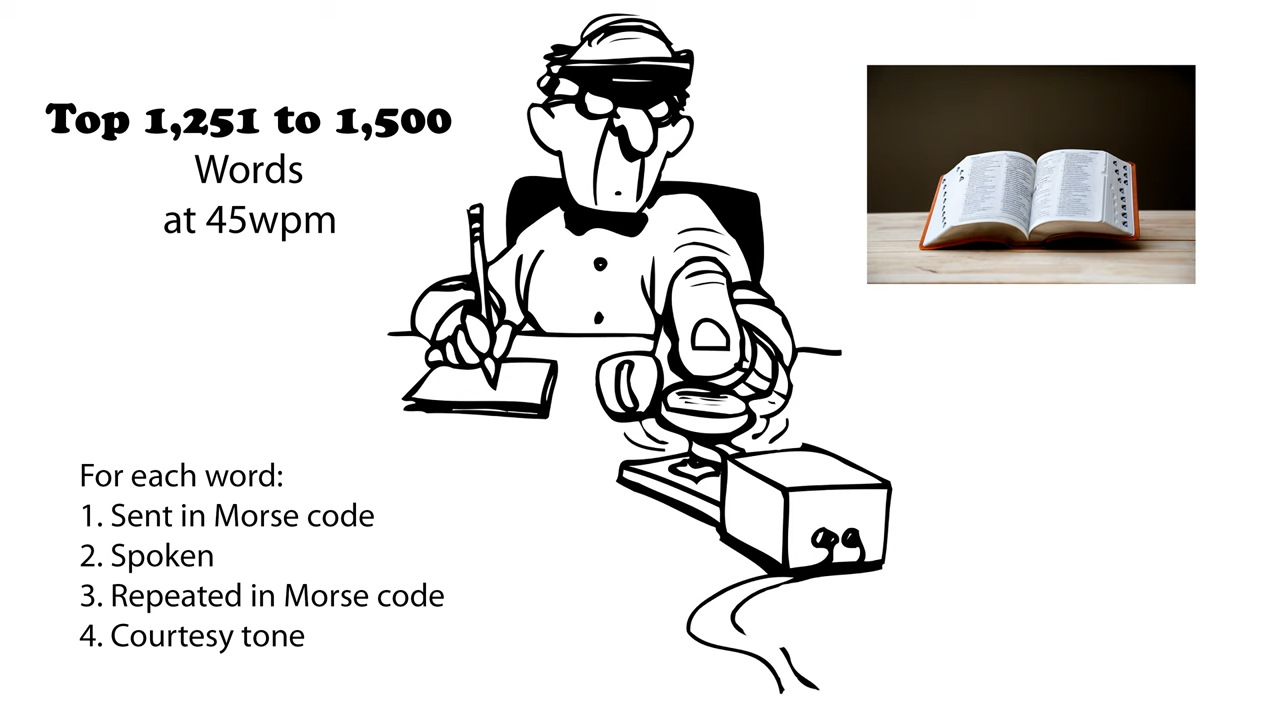 Top 1,251 to 1,500
Words
at 45wpm
For each word:
1. Sent in Morse code
2. Spoken
3. Repeated in Morse code
4. Courtesy tone